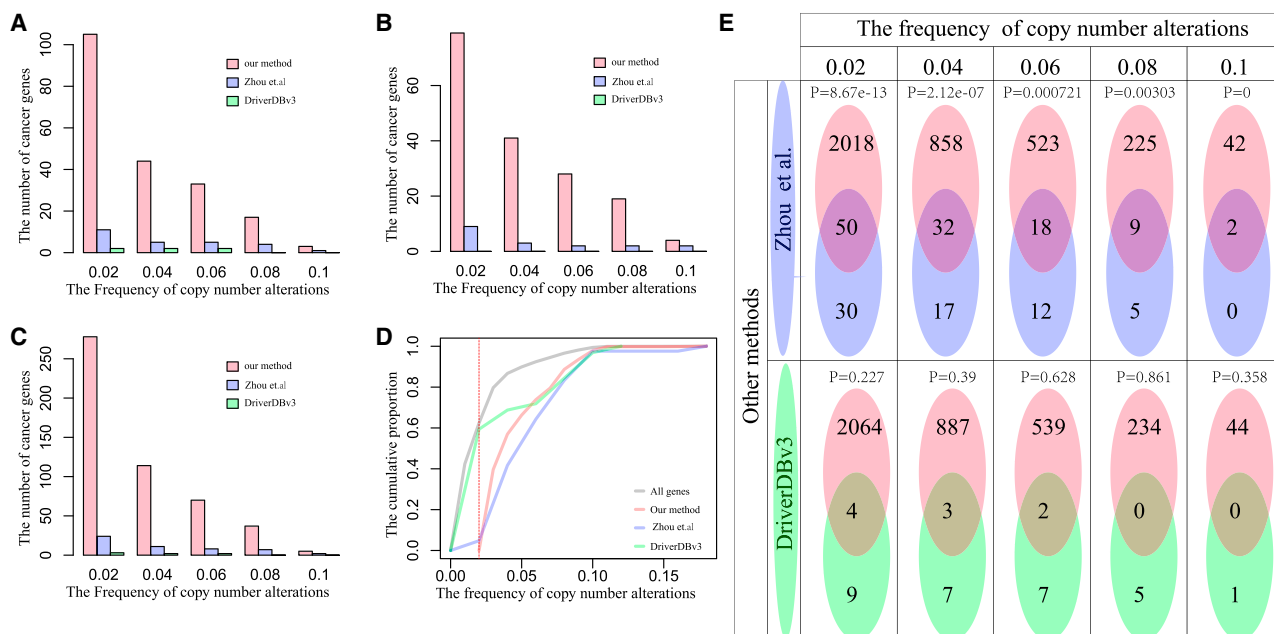 A
The number of cancer genes
0 20 40 60 80 100
our method
Zhou et.al
DriverDBv3
0.02 0.04 0.06 0.08 0.1
The Frequency of copy number alterations
B
The number of cancer genes
0 20 40 60
our method
Zhou et.al
DriverDBv3
0.02 0.04 0.06 0.08 0.1
The Frequency of copy number alterations
C
The number of cancer genes
0 50 100 150 200 250
our method
Zhou et.al
DriverDBv3
0.02 0.04 0.06 0.08 0.1
The Frequency of copy number alterations
D
The cumulative proportion
0.0 0.2 0.4 0.6 0.8 1.0
All genes
Our method
Zhou et.al
DriverDBv3
0.00 0.05 0.10 0.15
The frequency of copy number alterations
E
The frequency of copy number alterations
0.02 0.04 0.06 0.08 0.1
Other methods
Zhou et al.
P=8.67e-13 P=2.12e-07 P=0.000721 P=0.00303 P=0
2018 858 523 225 42
50 32 18 9 2
30 17 12 5 0
DriverDBv3
P=0.227 P=0.39 P=0.628 P=0.861 P=0.358
2064 887 539 234 44
4 3 2 0 0
9 7 7 5 1